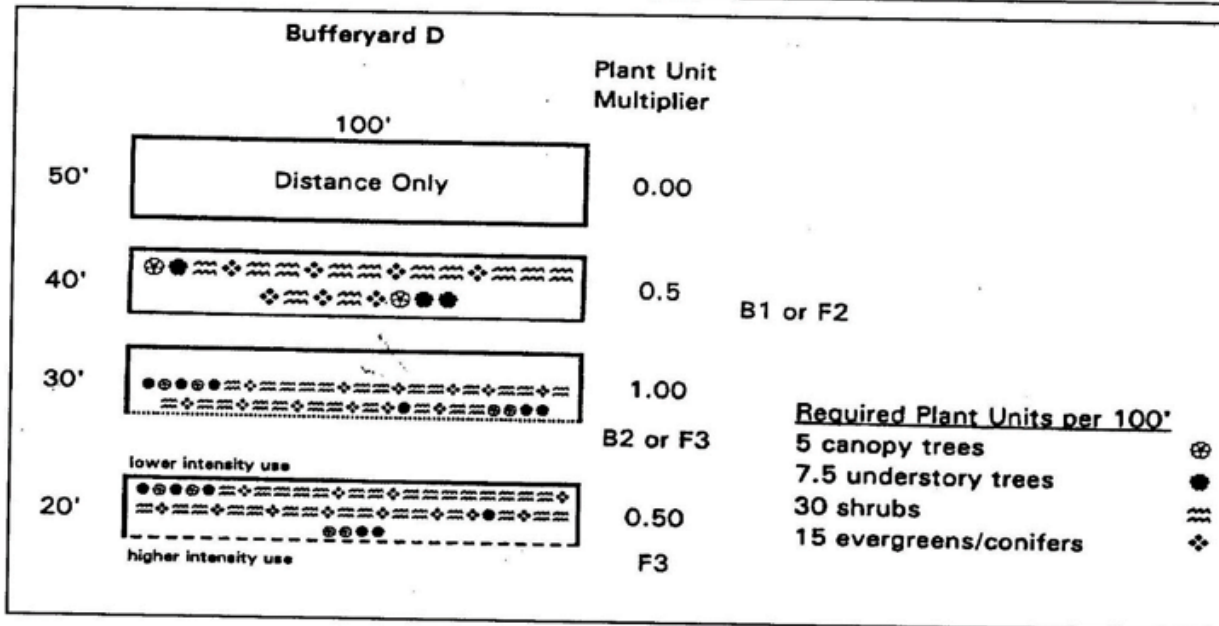 Bufferyard D
Plant Unit
Multiplier
100'
50'
Distance Only
0.00
40'
0.5
B1 or F2
30'
1.00
B2 or F3
lower intensity use
20'
0.50
higher intensity use
F3
Required Plant Units per 100'
5 canopy trees
7.5 understory trees
30 shrubs
15 evergreens/conifers